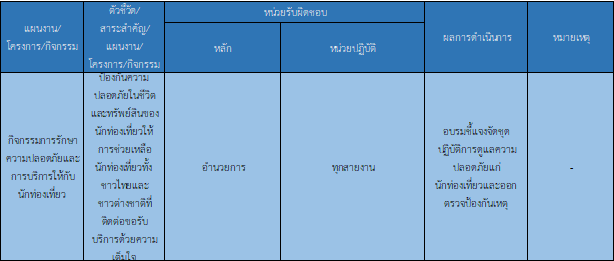 แผนงาน/
โครงการ/กิจกรรม
ตัวชี้วัด/
สาระสำคัญ/
แผนงาน/
โครงการ/กิจกรรม
หน่วยรับผิดชอบ
หลัก
หน่วยปฏิบัติ
ผลการดำเนินการ
หมายเหตุ
กิจกรรมการรักษา
ความปลอดภัยและ
การบริการให้กับ
นักท่องเที่ยว
ป้องกันความ
ปลอดภัยในชีวิต
และทรัพย์สินของ
นักท่องเที่ยวให้
การช่วยเหลือ
นักท่องเที่ยวทั้ง
ชาวไทยและ
ชาวต่างชาติที่
ติดต่อขอรับ
บริการด้วยความ
เต็มใจ
อำนวยการ
ทุกสายงาน
อบรมชี้แจงจัดชุด
ปฏิบัติการดูแลความ
ปลอดภัยแก่
นักท่องเที่ยวและออก
ตรวจป้องกันเหตุ
-